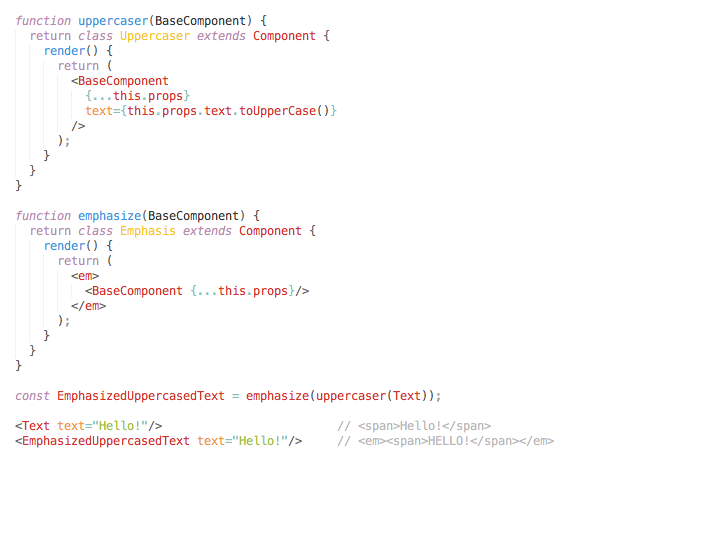 function uppercaser(BaseComponent) {
  return class Uppercaser extends Component {
    render() {
      return (
        <BaseComponent
          {...this.props}
          text={this.props.text.toUpperCase()}
        />
      );
    }
  }
}

function emphasize(BaseComponent) {
  return class Emphasis extends Component {
    render() {
      return (
        <em>
          <BaseComponent {...this.props}/>
        </em>
      );
    }
  }
}

const EmphasizedUppercasedText = emphasize(uppercaser(Text));

<Text text="Hello!"/>                         // <span>Hello!</span>
<EmphasizedUppercasedText text="Hello!"/>     // <em><span>HELLO!</span></em>